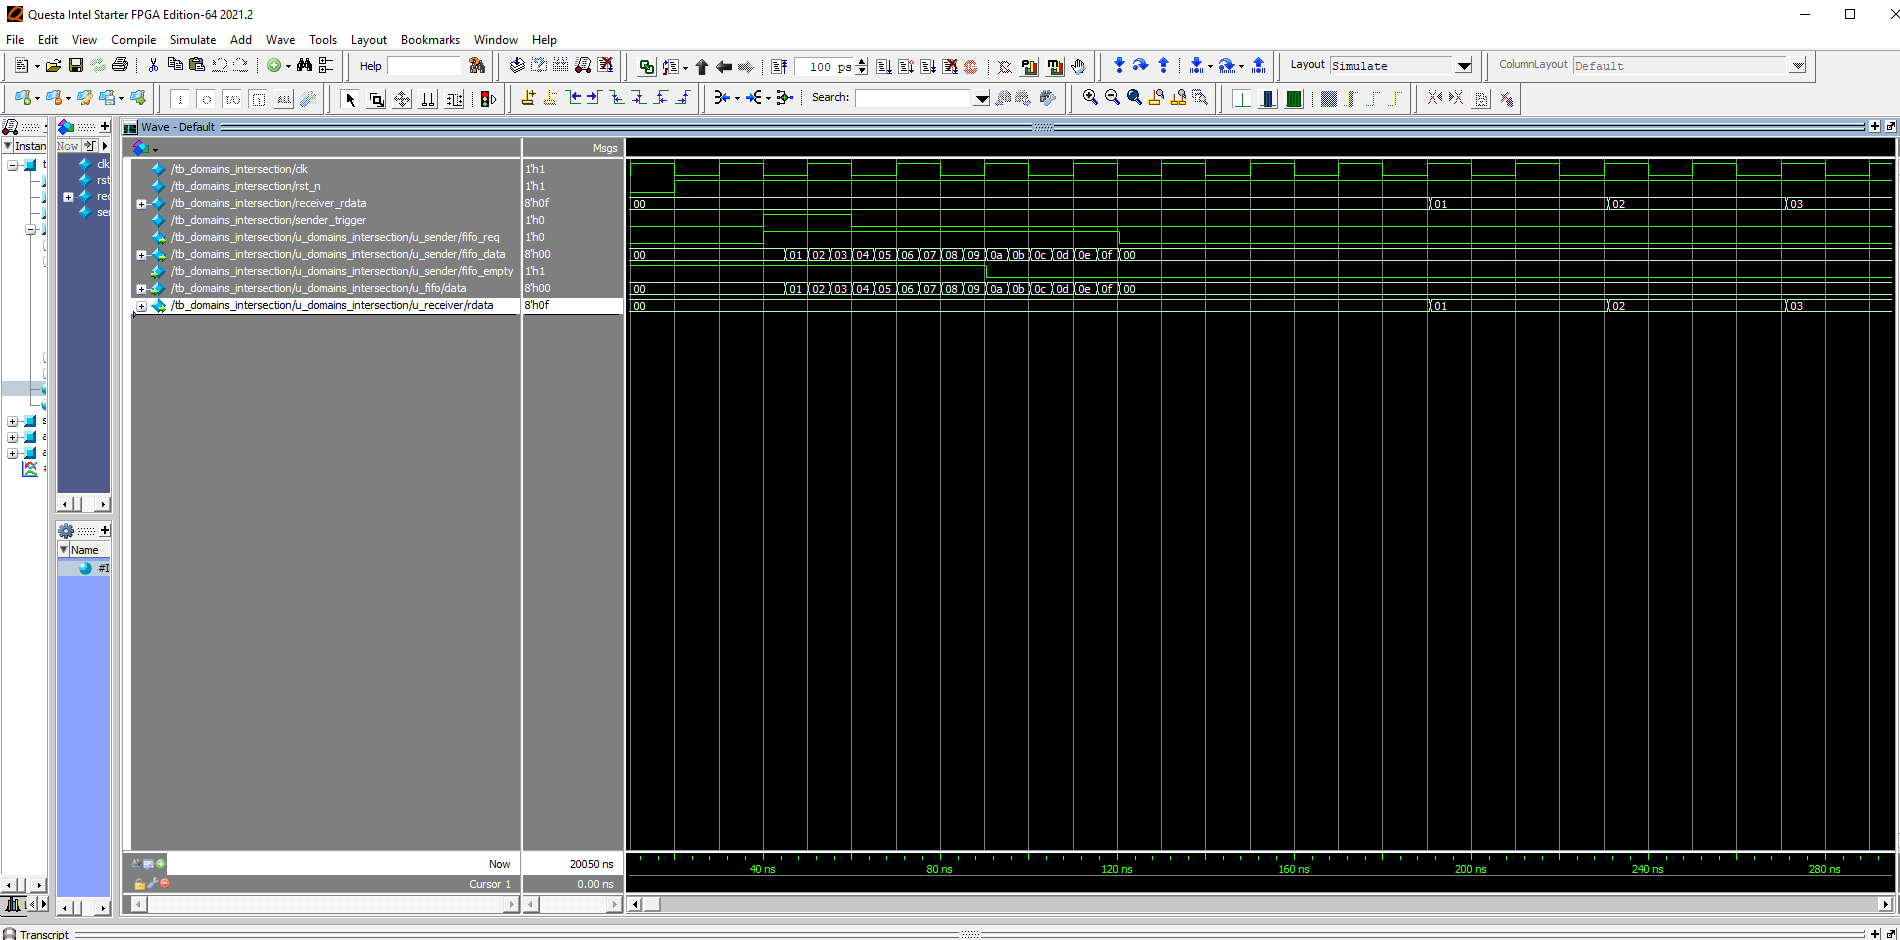 Questa Intel Starter FPGA Edition-64 2021.2
File Edit View Compile Simulate Add Wave Tools Layout Bookmarks Window Help
Help 100 ps Layout Simulate ColumnLayout Default
ALL Search:
Wave - Default
Instan Now Msgs
/tb_domains_intersection/clk 1'h1
/tb_domains_intersection/rst_n 1'h1
/tb_domains_intersection/receiver_rdata 8'h0f 00 01 02 03
/tb_domains_intersection/sender_trigger 1'h0
/tb_domains_intersection/u_domains_intersection/u_sender/fifo_req 1'h0
/tb_domains_intersection/u_domains_intersection/u_sender/fifo_data 8'h00 00 01 02 03 04 05 06 07 08 09 0a 0b 0c 0d 0e 0f 00
/tb_domains_intersection/u_domains_intersection/u_sender/fifo_empty 1'h1
/tb_domains_intersection/u_domains_intersection/u_fifo/data 8'h00 00 01 02 03 04 05 06 07 08 09 0a 0b 0c 0d 0e 0f 00
/tb_domains_intersection/u_domains_intersection/u_receiver/rdata 8'h0f 00 01 02 03
clk
rst
rec
ser
Name
#I
Now 20050 ns
40 ns 80 ns 120 ns 160 ns 200 ns 240 ns 280 ns
Cursor 1 0.00 ns
Transcript